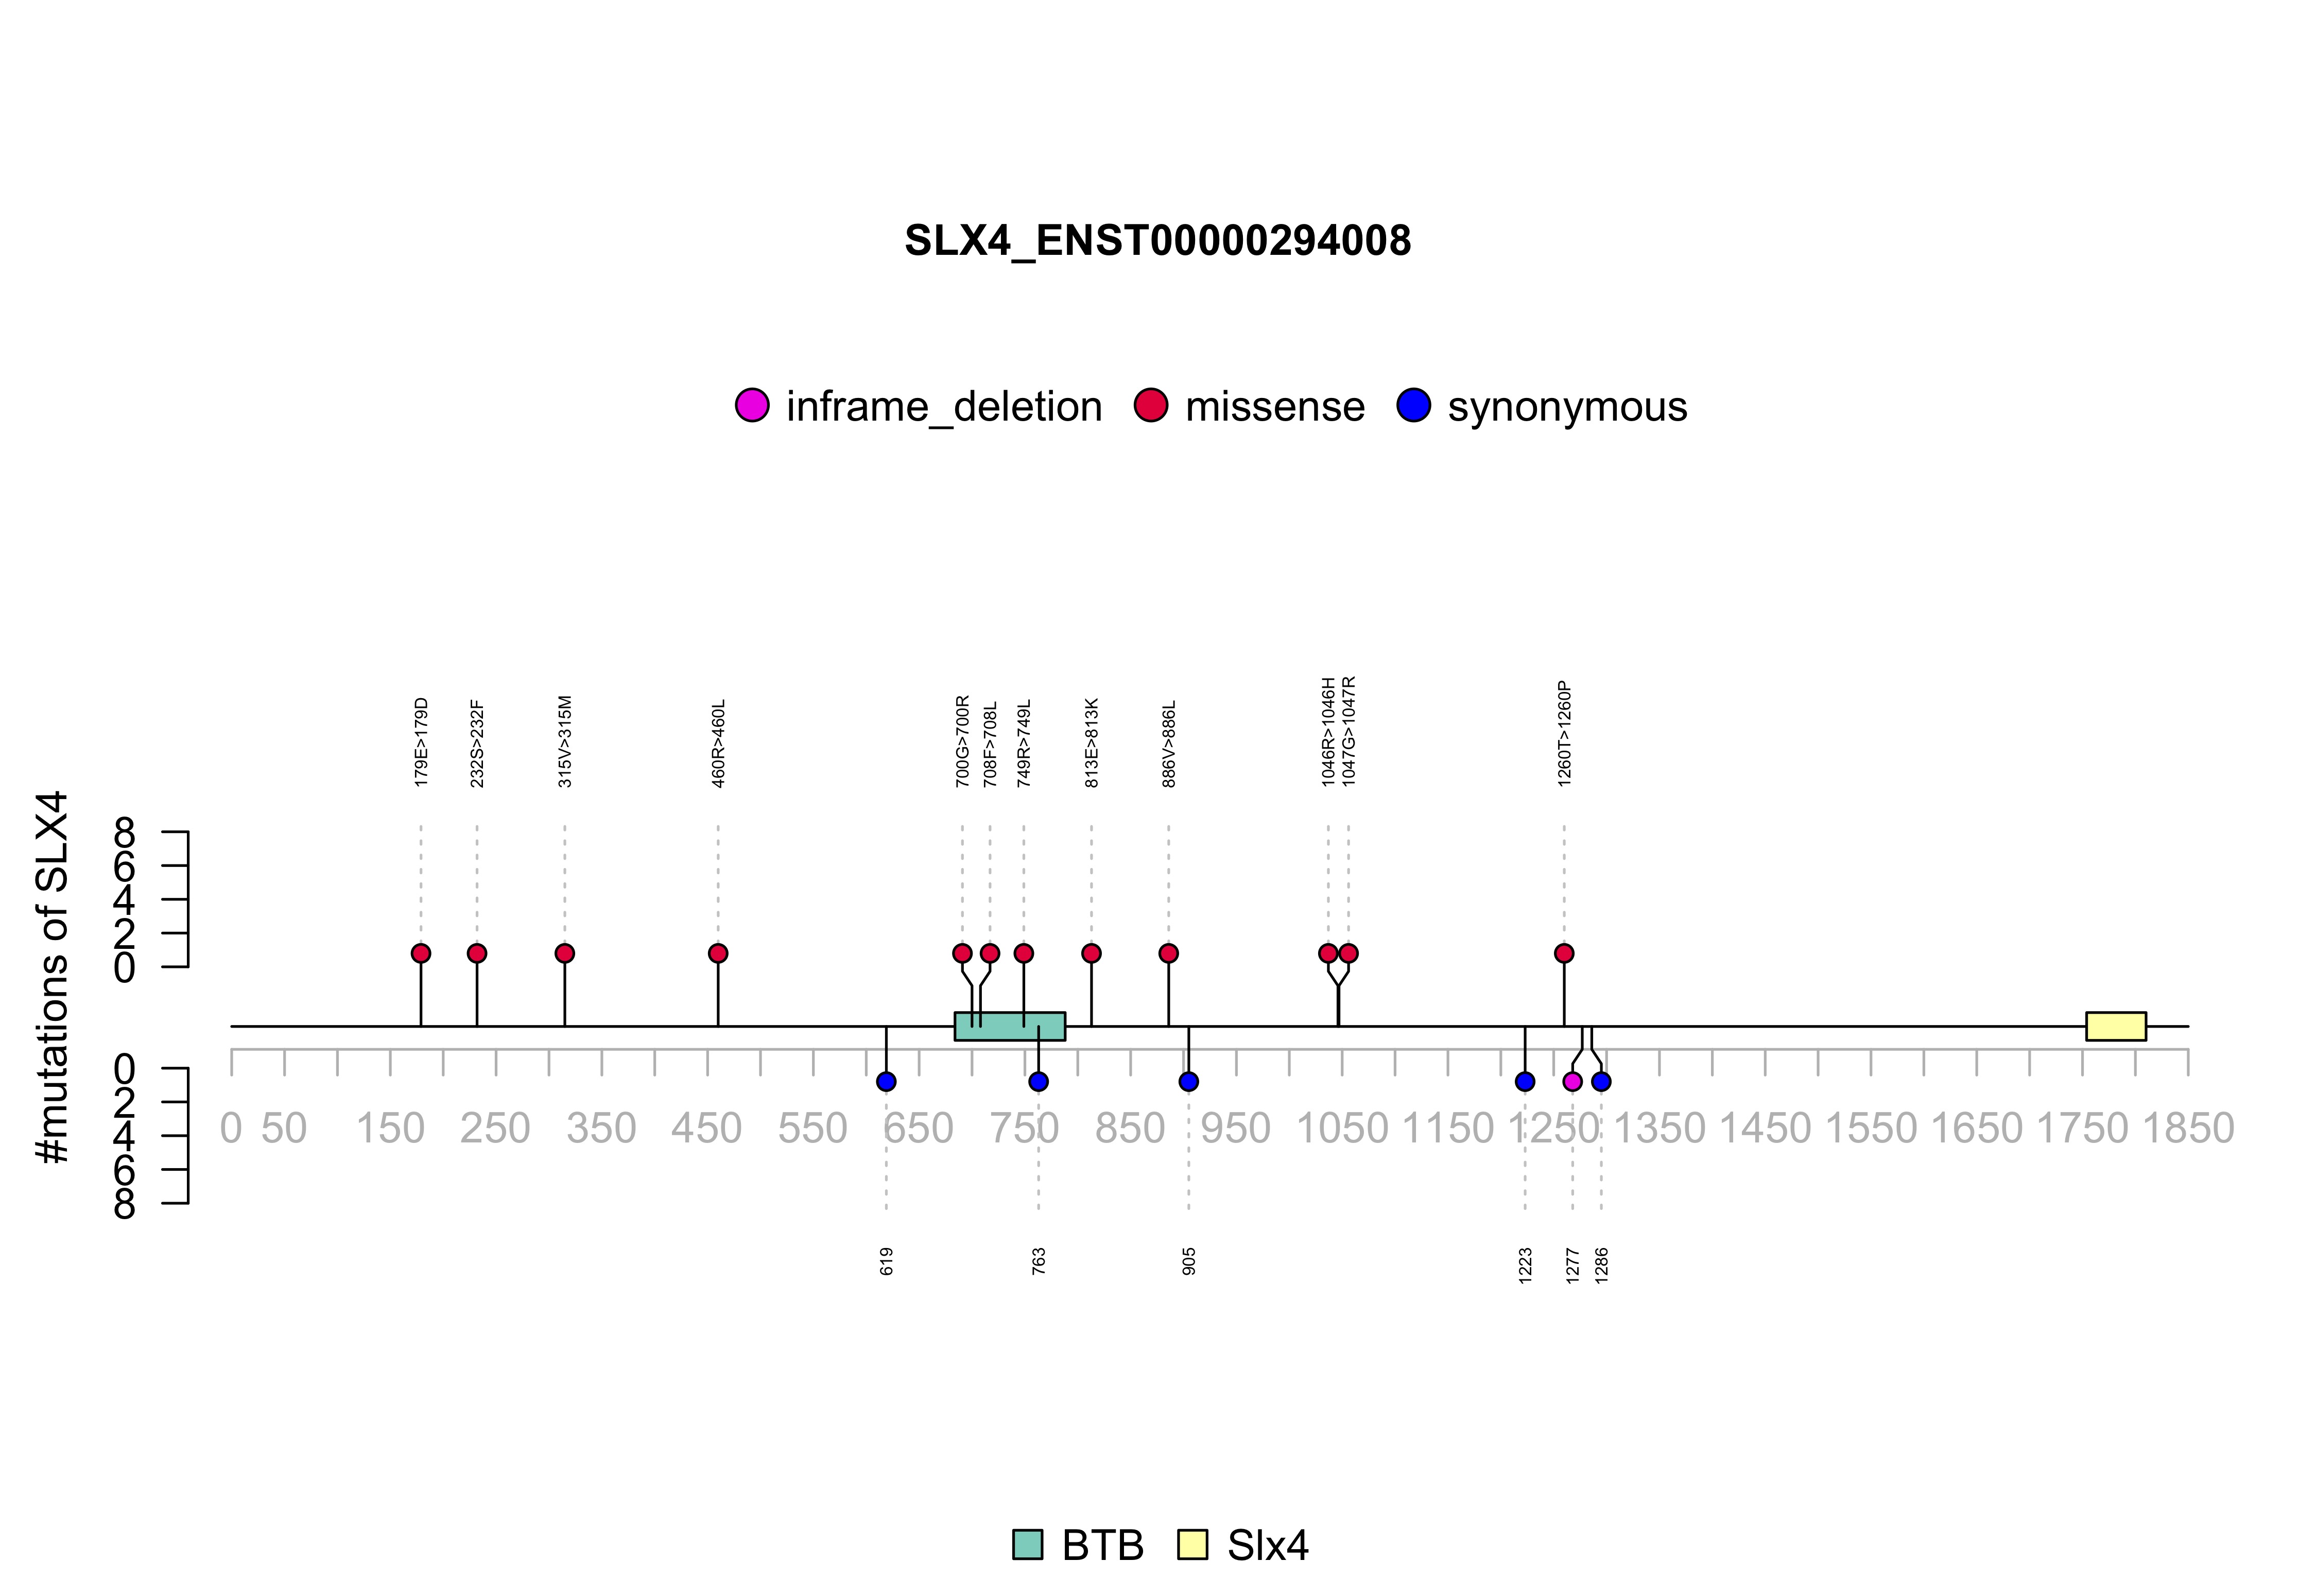 SLX4_ENST00000294008
inframe_deletion missense synonymous
179E>179D
232S>232F
315V>315M
460R>460L
700G>700R
708F>708L
749R>749L
813E>813K
886V>886L
1046R>1046H
1047G>1047R
1260T>1260P
#mutations of SLX4
8
6
4
2
0
0
2
4
6
8
0 50 150 250 350 450 550 650 750 850 950 1050 1150 1250 1350 1450 1550 1650 1750 1850
619
763
905
1223
1277
1286
BTB Slx4